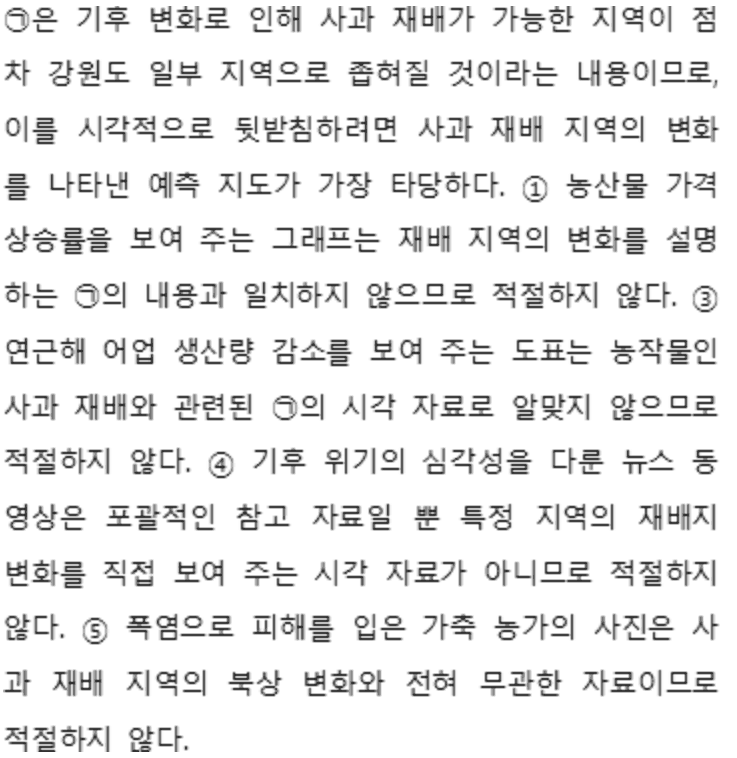 ㉠은 기후 변화로 인해 사과 재배가 가능한 지역이 점
차 강원도 일부 지역으로 좁혀질 것이라는 내용이므로,
이를 시각적으로 뒷받침하려면 사과 재배 지역의 변화
를 나타낸 예측 지도가 가장 타당하다. ① 농산물 가격
상승률을 보여 주는 그래프는 재배 지역의 변화를 설명
하는 ㉠의 내용과 일치하지 않으므로 적절하지 않다. ③
연근해 어업 생산량 감소를 보여 주는 도표는 농작물인
사과 재배와 관련된 ㉠의 시각 자료로 알맞지 않으므로
적절하지 않다. ④ 기후 위기의 심각성을 다룬 뉴스 동
영상은 포괄적인 참고 자료일 뿐 특정 지역의 재배지
변화를 직접 보여 주는 시각 자료가 아니므로 적절하지
않다. ⑤ 폭염으로 피해를 입은 가축 농가의 사진은 사
과 재배 지역의 북상 변화와 전혀 무관한 자료이므로
적절하지 않다.